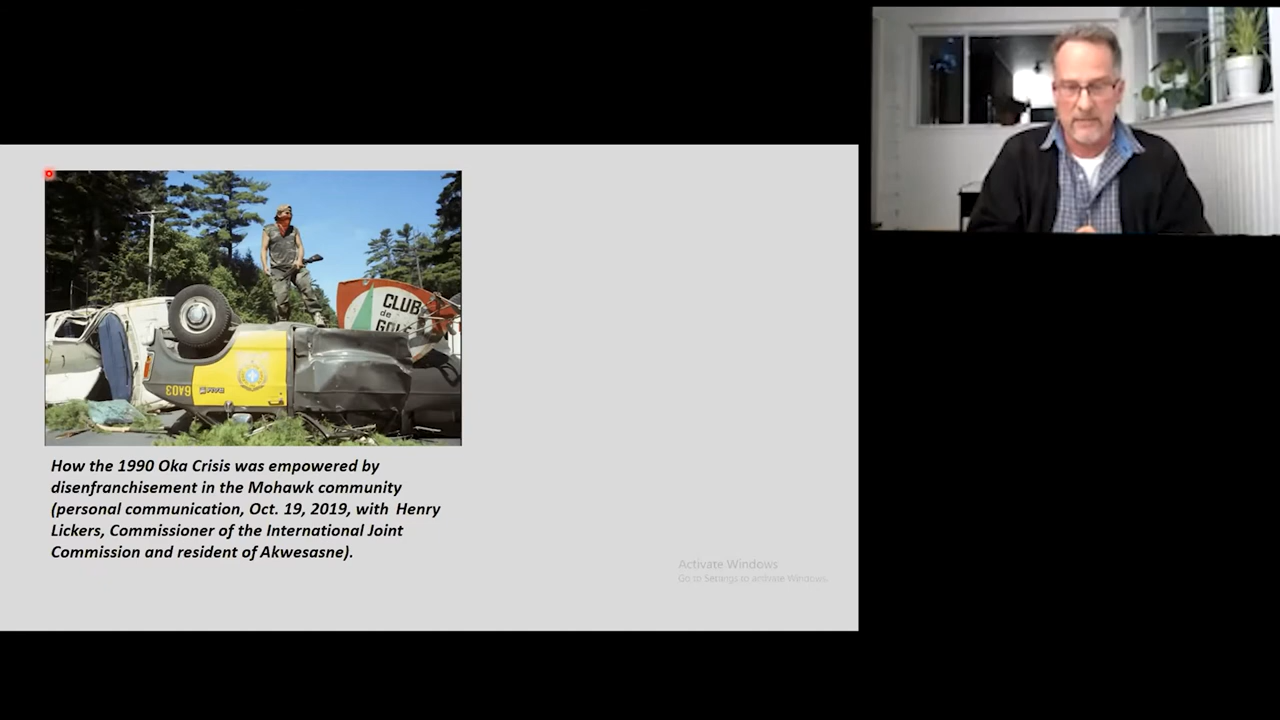 CLUB
de
GOL
6A03
How the 1990 Oka Crisis was empowered by
disenfranchisement in the Mohawk community
(personal communication, Oct. 19, 2019, with Henry
Lickers, Commissioner of the International Joint
Commission and resident of Akwesasne).
Activate Windows
Go to Settings to activate Windows.